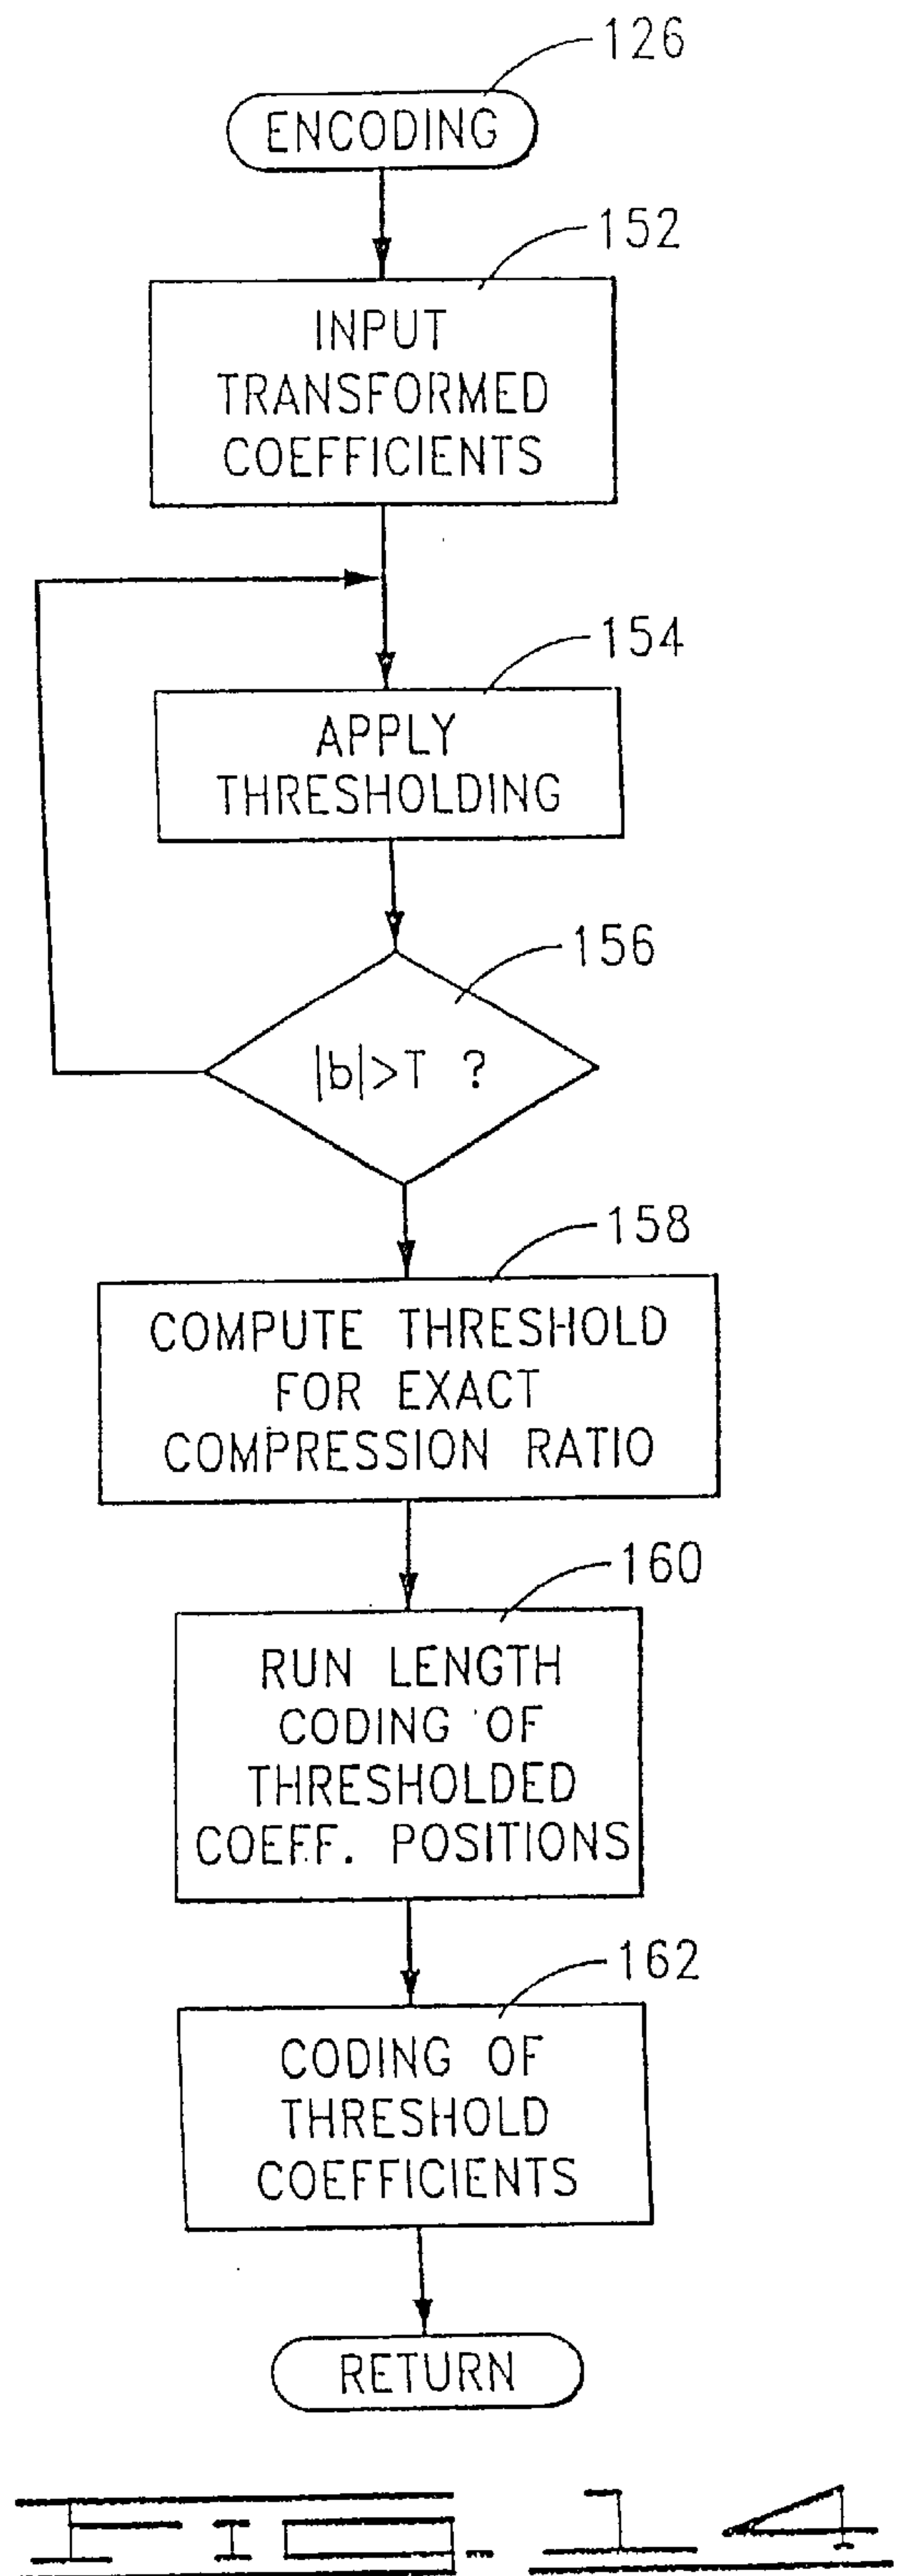 126
ENCODING
152
INPUT
TRANSFORMED
COEFFICIENTS
154
APPLY
THRESHOLDING
156
|b|>T ?
158
COMPUTE THRESHOLD
FOR EXACT
COMPRESSION RATIO
160
RUN LENGTH
CODING OF
THRESHOLDED
COEFF. POSITIONS
162
CODING OF
THRESHOLD
COEFFICIENTS
RETURN
FIG. 14